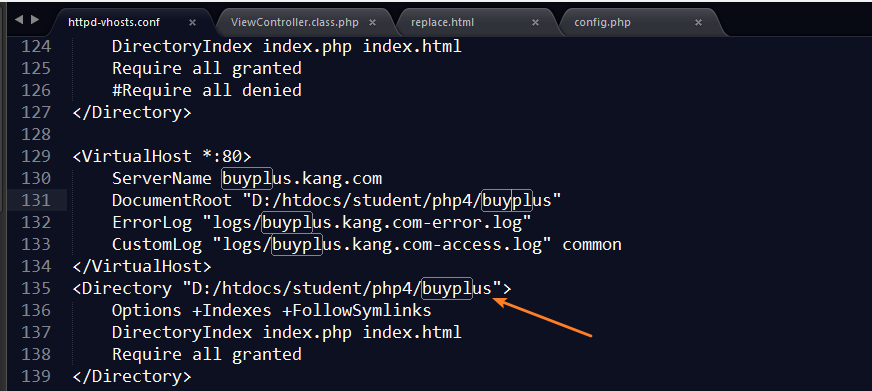 httpd-vhosts.conf × ViewController.class.php × replace.html × config.php ×
124 DirectoryIndex index.php index.html
125 Require all granted
126 #Require all denied
127 </Directory>
128
129 <VirtualHost *:80>
130 ServerName buyplus.kang.com
131 DocumentRoot "D:/htdocs/student/php4/buyplus"
132 ErrorLog "logs/buyplus.kang.com-error.log"
133 CustomLog "logs/buyplus.kang.com-access.log" common
134 </VirtualHost>
135 <Directory "D:/htdocs/student/php4/buyplus">
136 Options +Indexes +FollowSymlinks
137 DirectoryIndex index.php index.html
138 Require all granted
139 </Directory>